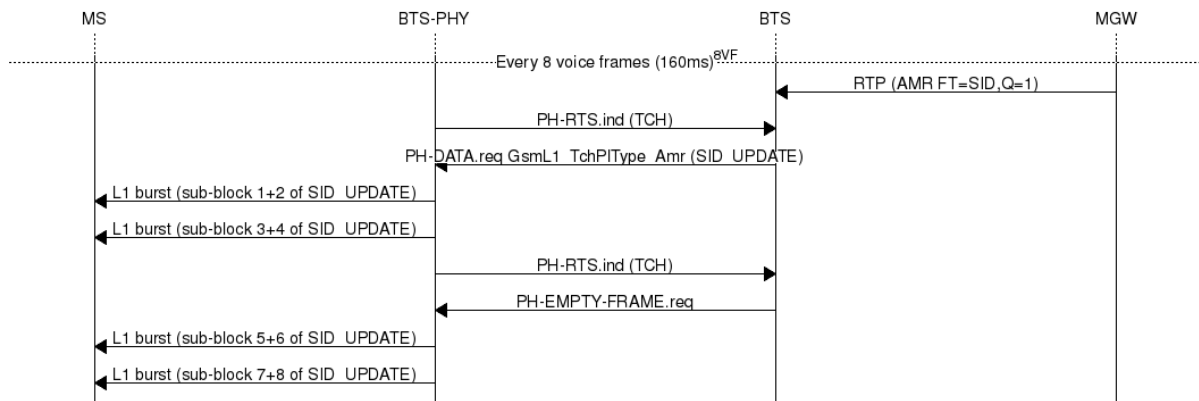 MS BTS-PHY BTS MGW
Every 8 voice frames (160ms)8VF
RTP (AMR FT=SID,Q=1)
PH-RTS.ind (TCH)
PH-DATA.req GsmL1_TchPlType_Amr (SID_UPDATE)
L1 burst (sub-block 1+2 of SID_UPDATE)
L1 burst (sub-block 3+4 of SID_UPDATE)
PH-RTS.ind (TCH)
PH-EMPTY-FRAME.req
L1 burst (sub-block 5+6 of SID_UPDATE)
L1 burst (sub-block 7+8 of SID_UPDATE)